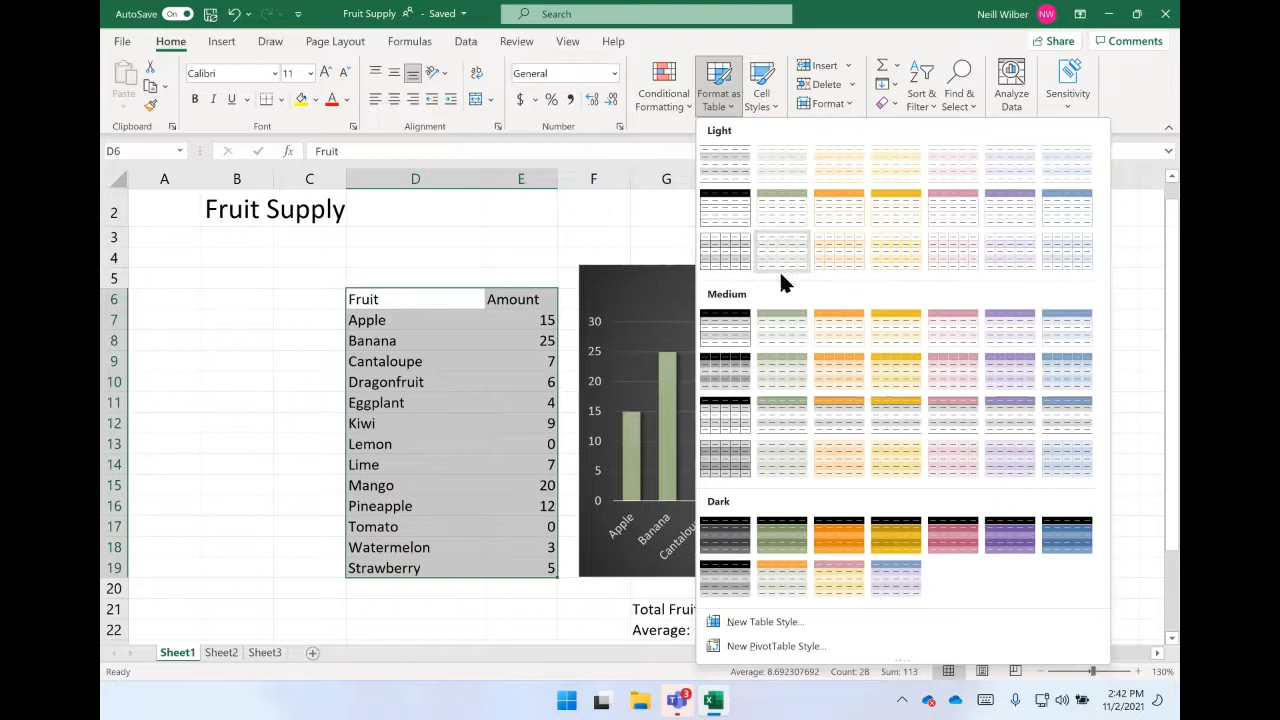 AutoSave On Fruit Supply - Saved Search Neill Wilber NW
File Home Insert Draw Page Layout Formulas Data Review View Help Share Comments
Paste Calibri 11 A A General Conditional Formatting Format as Table Cell Styles Insert Delete Format Sort & Filter Find & Select Analyze Data Sensitivity
B I U A $ % ,
Clipboard Font Alignment Number
D6 fx Fruit
A B C D E F G
2 Fruit Supply
3
4
5
6 Fruit Amount
7 Apple 15
8 Banana 25
9 Cantaloupe 7
10 Dragonfruit 6
11 Eggplant 4
12 Kiwi 9
13 Lemon 0
14 Lime 7
15 Mango 20
16 Pineapple 12
17 Tomato 0
18 Watermelon 3
19 Strawberry 5
20
21 Total Frui
22 Average:
30
25
20
15
10
5
0
Apple
Banana
Cantalou
Light
Medium
Dark
New Table Style...
New PivotTable Style...
Sheet1 Sheet2 Sheet3
Ready Average: 8.692307692 Count: 28 Sum: 113 130%
3 2:42 PM
11/2/2021